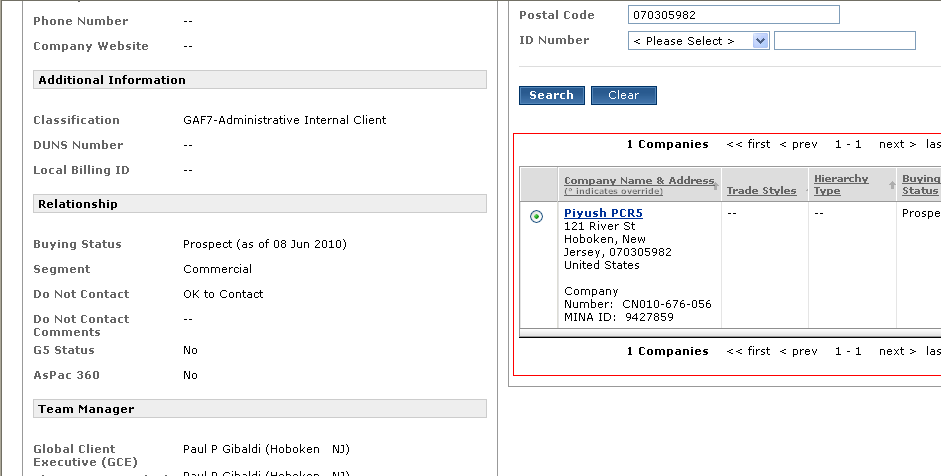 Phone Number --
Company Website --
Additional Information
Classification GAF7-Administrative Internal Client
DUNS Number --
Local Billing ID --
Relationship
Buying Status Prospect (as of 08 Jun 2010)
Segment Commercial
Do Not Contact OK to Contact
Do Not Contact --
Comments
G5 Status No
AsPac 360 No
Team Manager
Global Client Paul P Gibaldi (Hoboken NJ)
Executive (GCE)
Paul P Gibaldi (Hoboken NJ)
Postal Code 070305982
ID Number < Please Select >
Search Clear
1 Companies << first < prev 1 - 1 next > las
Company Name & Address
(° indicates override)
Trade Styles
Hierarchy
Type
Buying
Status
Piyush PCR5 -- -- Prospe
121 River St
Hoboken, New
Jersey, 070305982
United States
Company
Number: CN010-676-056
MINA ID: 9427859
1 Companies << first < prev 1 - 1 next > las